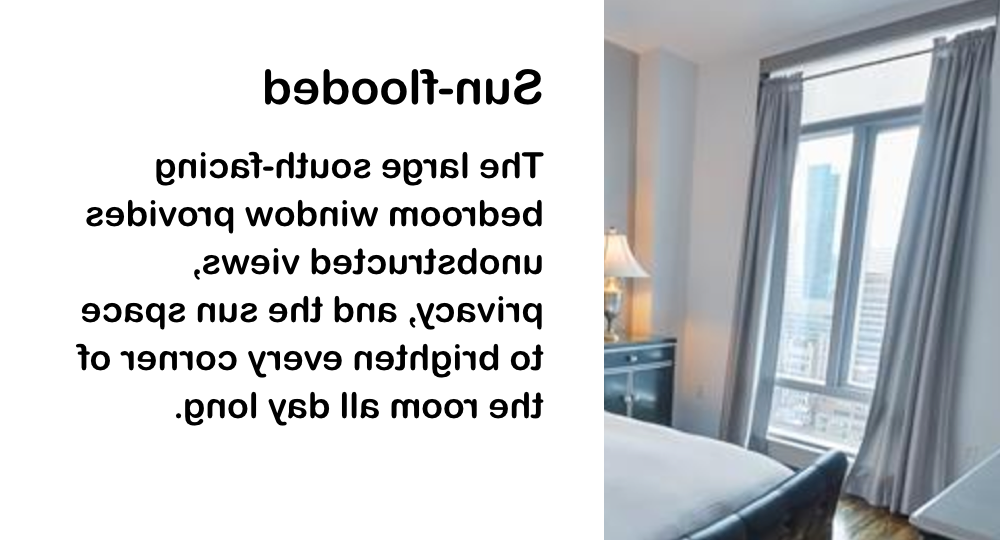 Sun-flooded
The large south-facing
bedroom window provides
unobstructed views,
privacy, and the sun space
to brighten every corner of
the room all day long.